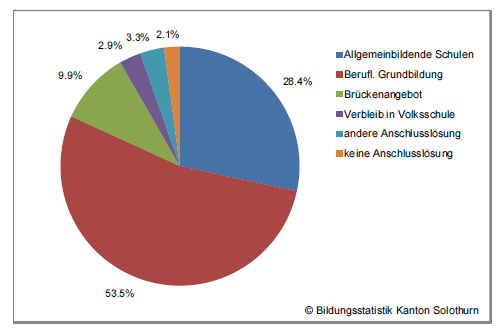 2.1%
3.3%
2.9%
9.9%
28.4%
53.5%
Allgemeinbildende Schulen
Berufl. Grundbildung
Brückenangebot
Verbleib in Volksschule
andere Anschlusslösung
keine Anschlusslösung
© Bildungsstatistik Kanton Solothurn